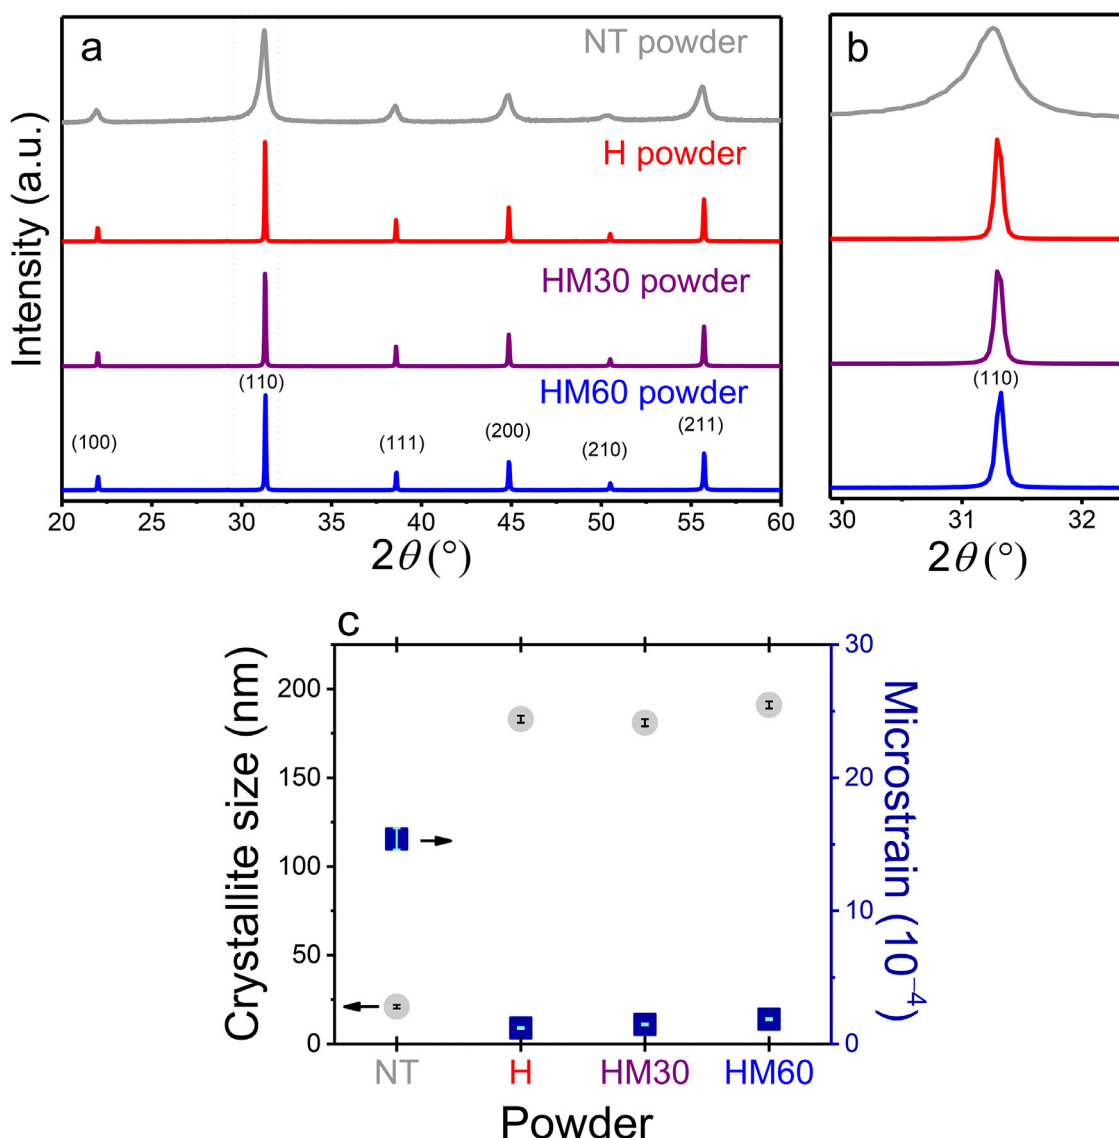 a
NT powder
H powder
HM30 powder
HM60 powder
(100)
(110)
(111)
(200)
(210)
(211)
Intensity (a.u.)
20 25 30 35 40 45 50 55 60
2θ (°)
b
(110)
30 31 32
2θ (°)
c
Crystallite size (nm)
200
150
100
50
0
Microstrain (10⁻⁴)
30
20
10
0
NT H HM30 HM60
Powder